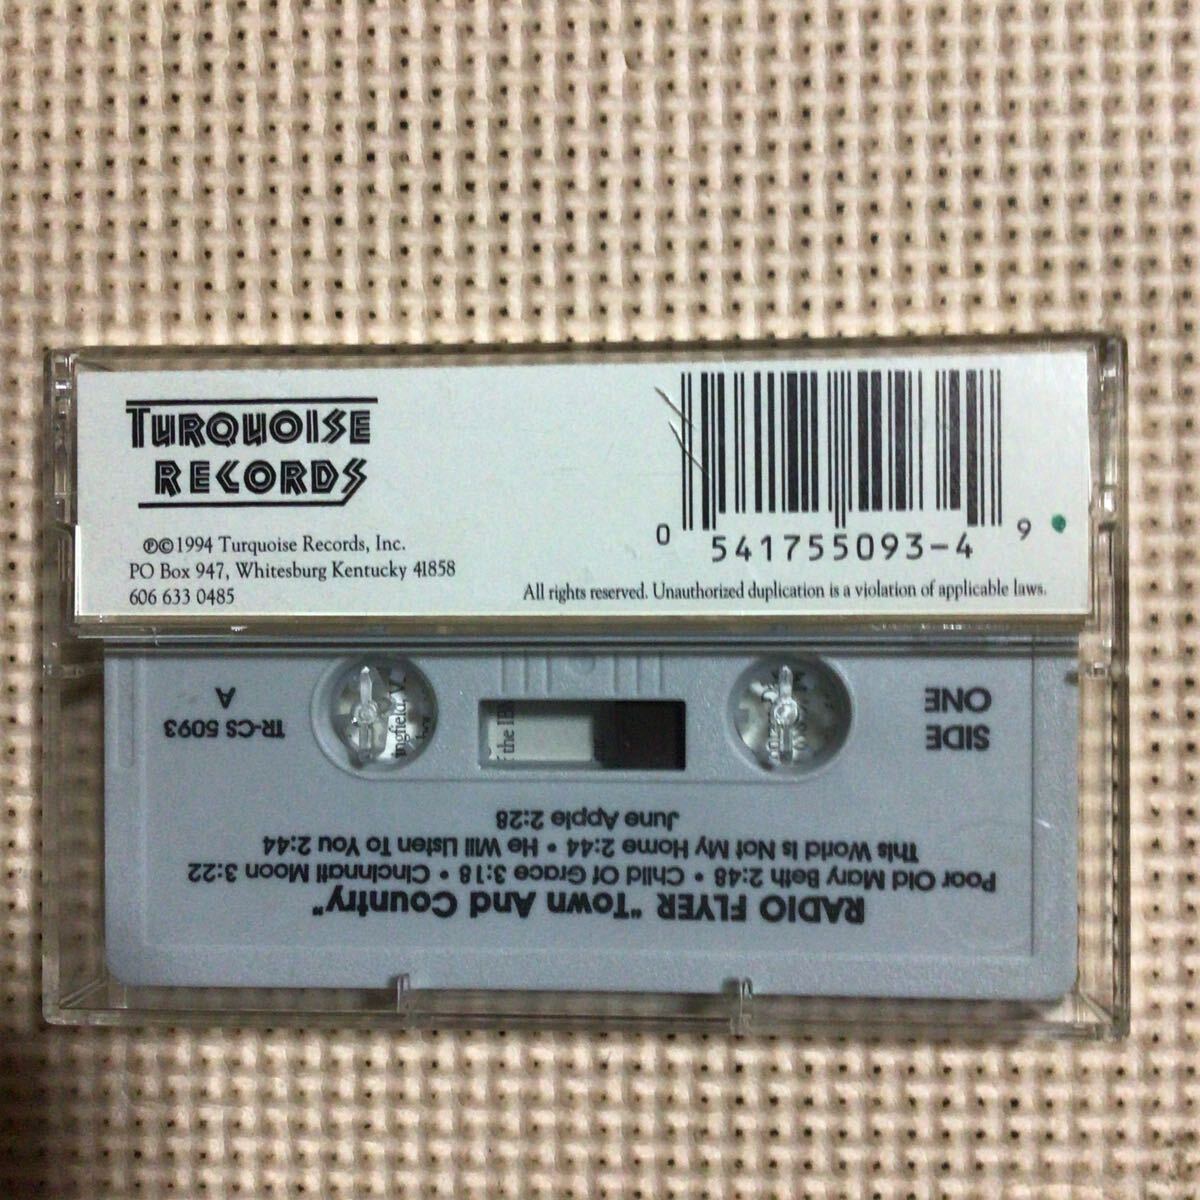 TURQUOISE
RECORDS
℗©1994 Turquoise Records, Inc.
PO Box 947, Whitesburg Kentucky 41858
606 633 0485
0 541755093-4 9
All rights reserved. Unauthorized duplication is a violation of applicable laws.
RADIO FLYER "Town And Country"
Poor Old Mary Beth 2:48 • Child Of Grace 3:18 • Cincinnati Moon 3:22
This World Is Not My Home 2:44 • He Will Listen To You 2:44
June Apple 2:28
SIDE
ONE
TR-CS 5093
A